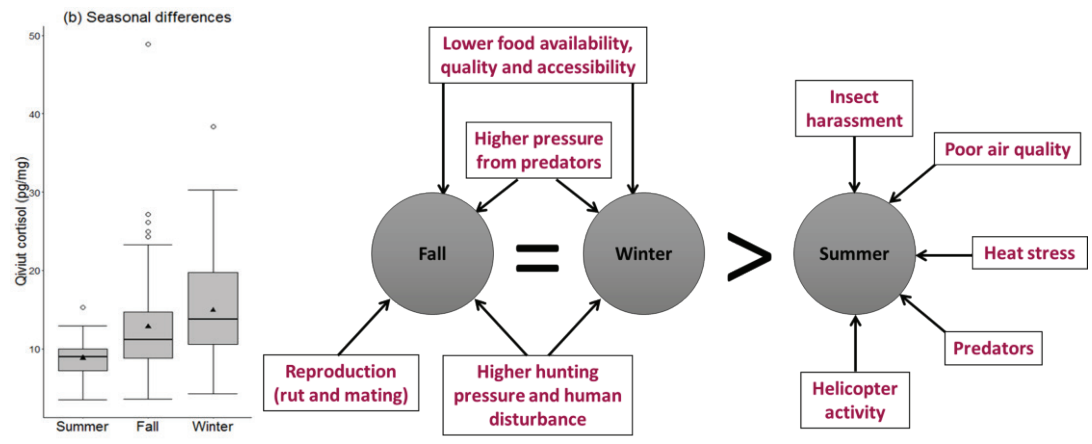 (b) Seasonal differences
Qiviut cortisol (pg/mg)
50
40
30
20
10
Summer
Fall
Winter
Lower food availability,
quality and accessibility
Higher pressure
from predators
Fall
=
Winter
>
Summer
Reproduction
(rut and mating)
Higher hunting
pressure and human
disturbance
Insect
harassment
Poor air quality
Heat stress
Predators
Helicopter
activity